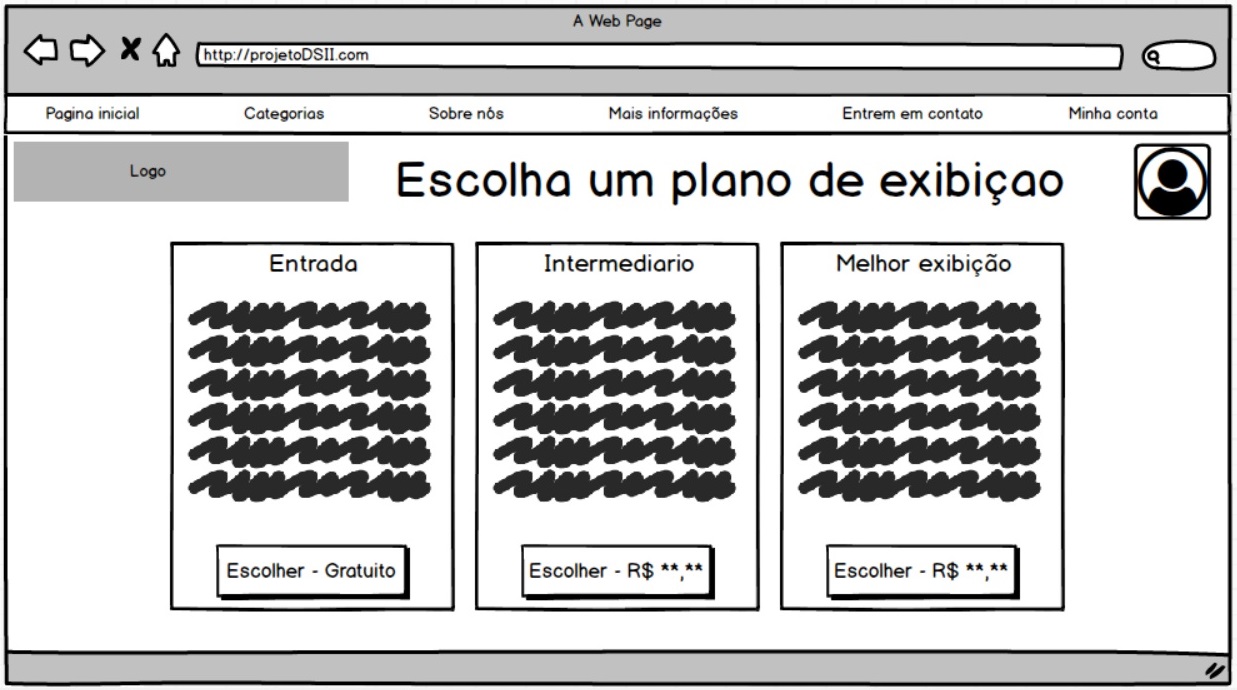 A Web Page
http://projetoDSII.com
Pagina inicial Categorias Sobre nós Mais informações Entrem em contato Minha conta
Logo
Escolha um plano de exibiçao
Entrada Intermediario Melhor exibição
Escolher - Gratuito Escolher - R$ **,** Escolher - R$ **,**